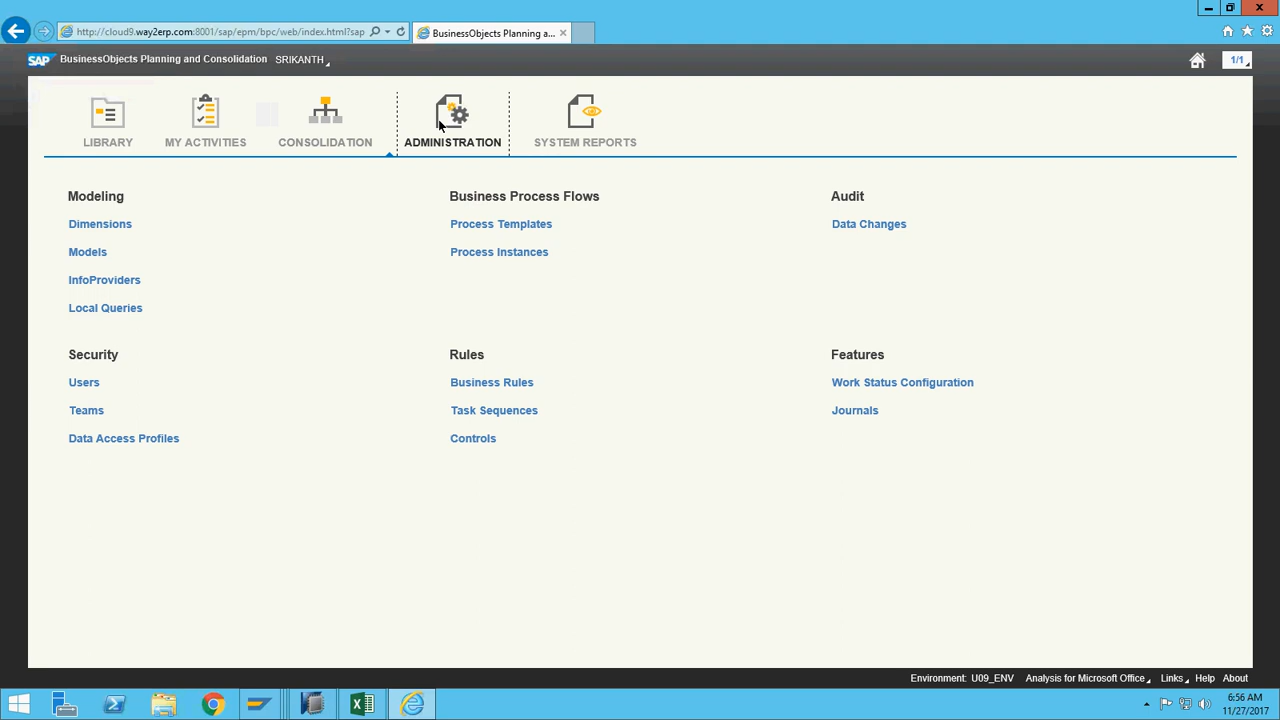 http://cloud9.way2erp.com:8001/sap/epm/bpc/web/index.html?sap
BusinessObjects Planning a...
SAP BusinessObjects Planning and Consolidation SRIKANTH
1/1
LIBRARY MY ACTIVITIES CONSOLIDATION ADMINISTRATION SYSTEM REPORTS
Modeling
Dimensions
Models
InfoProviders
Local Queries
Business Process Flows
Process Templates
Process Instances
Audit
Data Changes
Security
Users
Teams
Data Access Profiles
Rules
Business Rules
Task Sequences
Controls
Features
Work Status Configuration
Journals
Environment: U09_ENV Analysis for Microsoft Office Links Help About
6:56 AM
11/27/2017